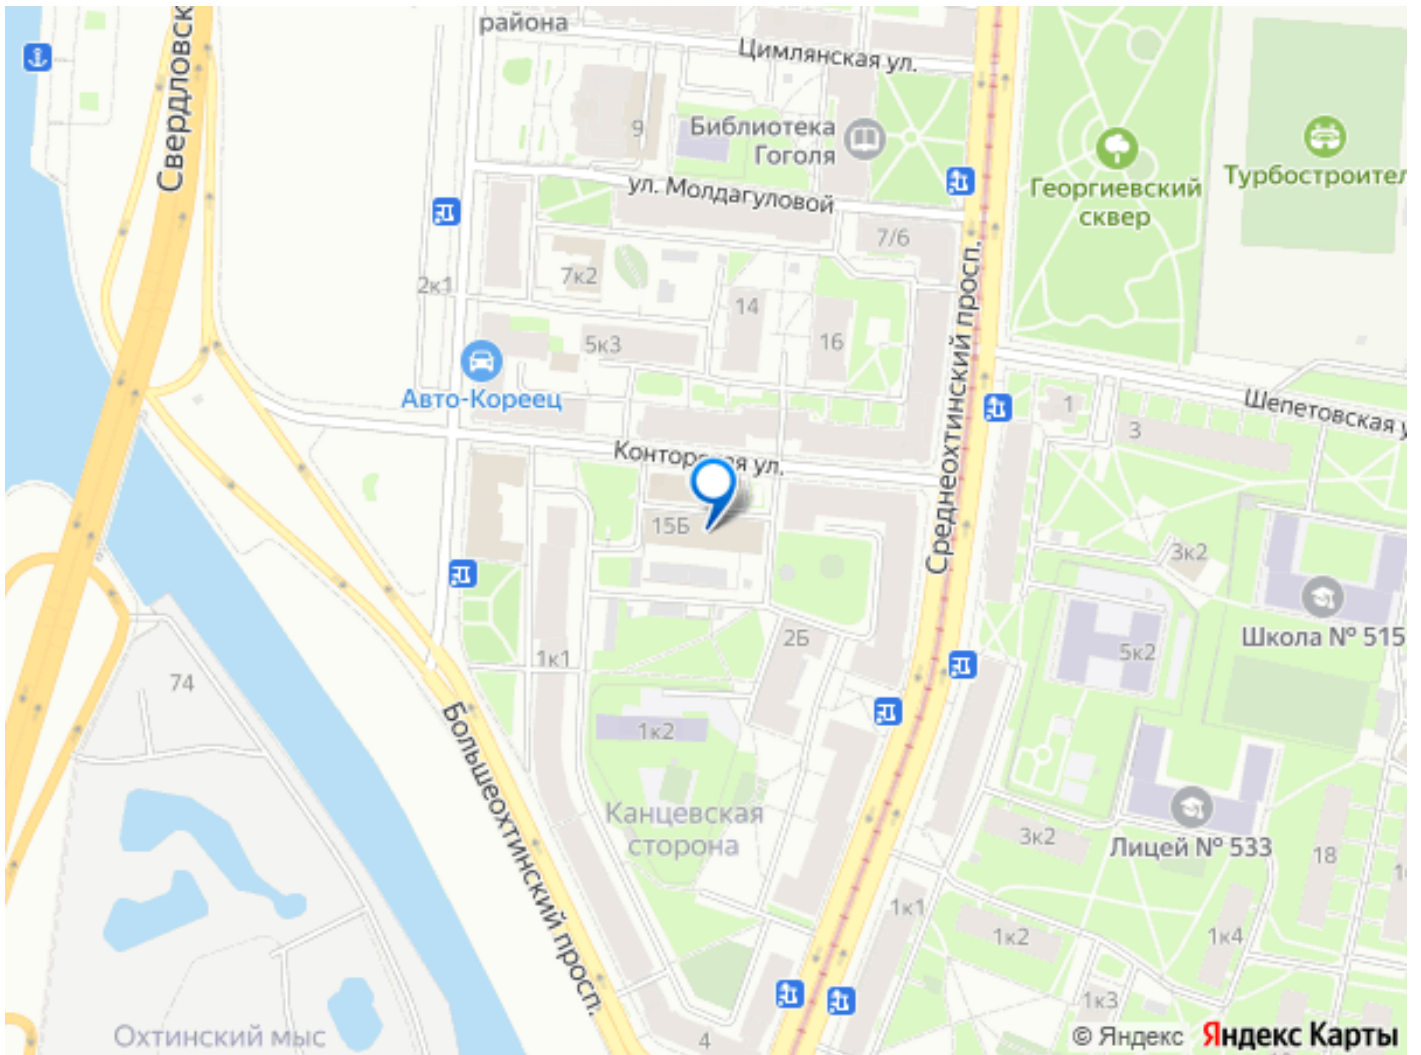 района
Цимлянская ул.
Свердловск
9
Библиотека
Гоголя
Георгиевский
сквер
Турбостроител
ул. Молдагуловой
7/6
7к2
2к1
14
16
5к3
Авто-Кореец
Среднеохтинский просп.
1
3
Шепетовская у
Конторская ул.
15Б
3к2
Школа № 515
5к2
2Б
1к1
74
1к2
Большеохтинский просп.
Канцевская
сторона
3к2
Лицей № 533
18
1к1
1к2
1к4
1к3
Охтинский мыс
4
© Яндекс Яндекс Карты